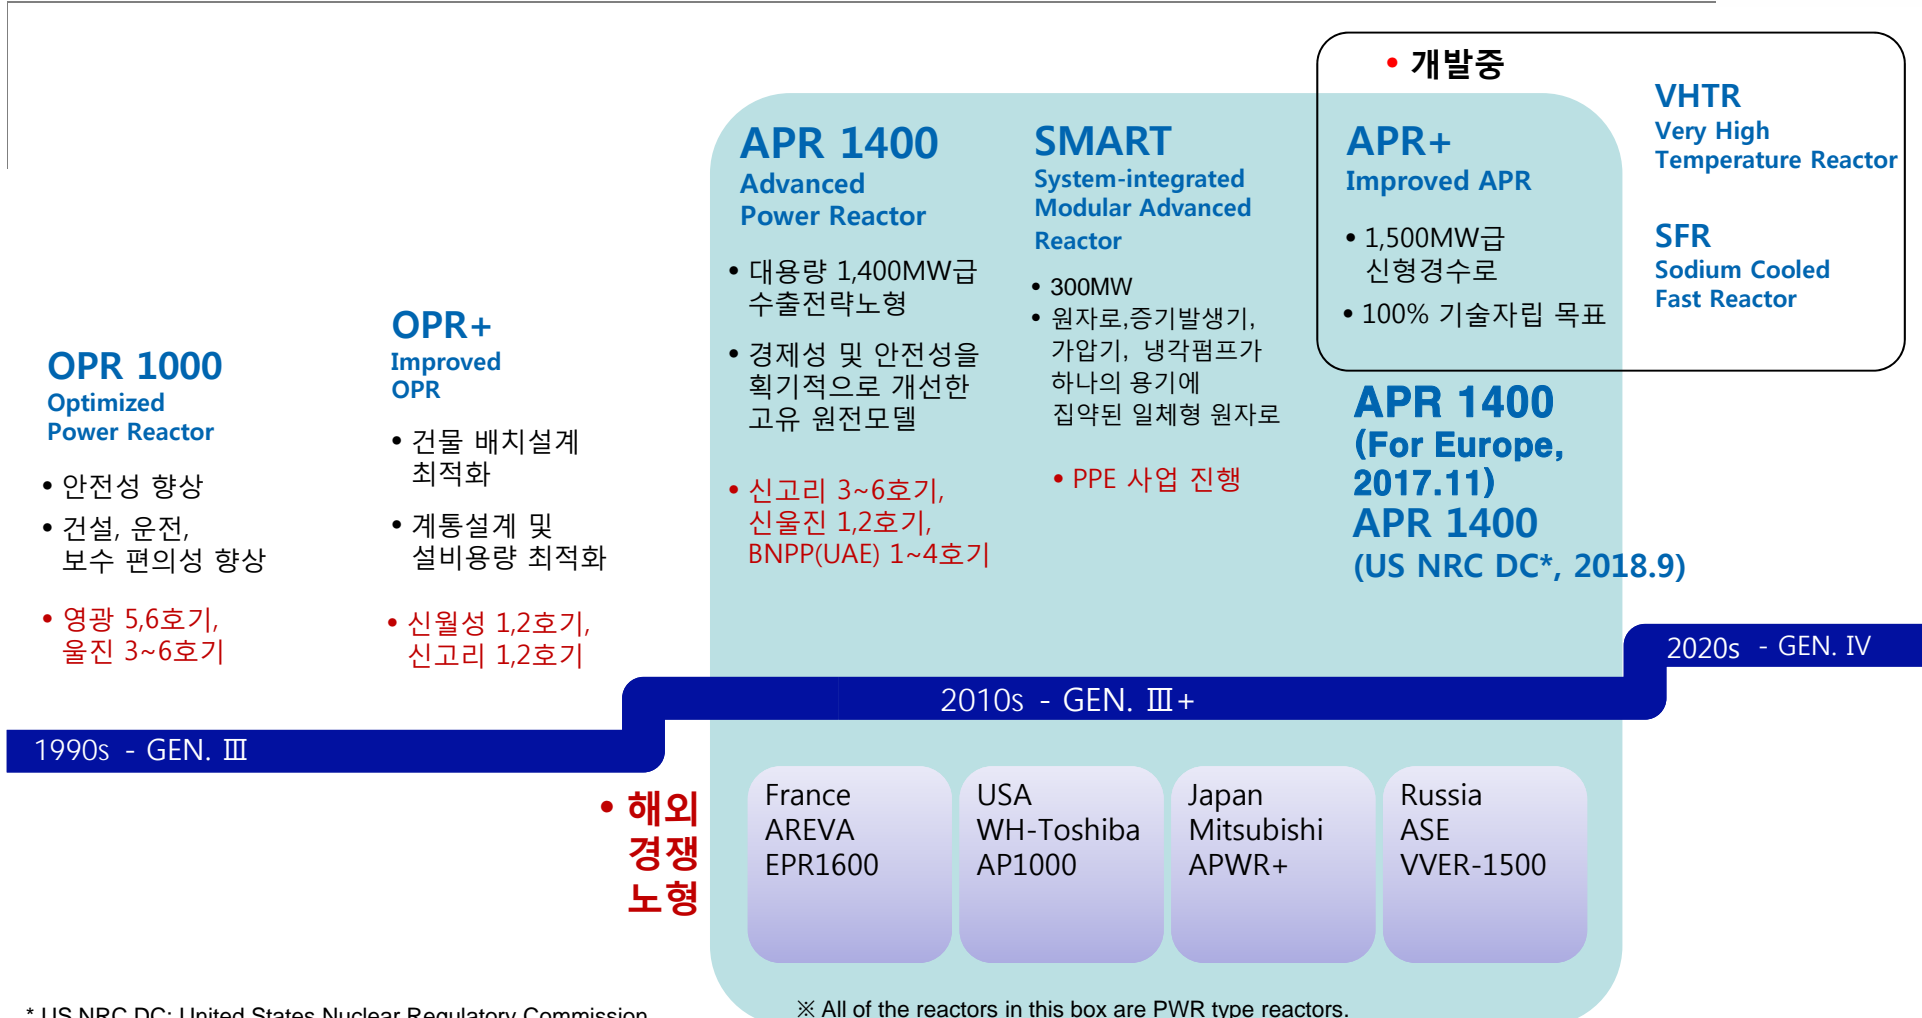 • 개발중
VHTR
Very High
Temperature Reactor
SFR
Sodium Cooled
Fast Reactor
APR+
Improved APR
• 1,500MW급
신형경수로
• 100% 기술자립 목표
SMART
System-integrated
Modular Advanced
Reactor
• 300MW
• 원자로,증기발생기,
가압기, 냉각펌프가
하나의 용기에
집약된 일체형 원자로
• PPE 사업 진행
APR 1400
Advanced
Power Reactor
• 대용량 1,400MW급
수출전략노형
• 경제성 및 안전성을
획기적으로 개선한
고유 원전모델
• 신고리 3~6호기,
신울진 1,2호기,
BNPP(UAE) 1~4호기
OPR+
Improved
OPR
• 건물 배치설계
최적화
• 계통설계 및
설비용량 최적화
• 신월성 1,2호기,
신고리 1,2호기
OPR 1000
Optimized
Power Reactor
• 안전성 향상
• 건설, 운전,
보수 편의성 향상
• 영광 5,6호기,
울진 3~6호기
APR 1400
(For Europe,
2017.11)
APR 1400
(US NRC DC*, 2018.9)
2020s - GEN. IV
2010s - GEN. Ⅲ+
1990s - GEN. Ⅲ
• 해외
경쟁
노형
France
AREVA
EPR1600
USA
WH-Toshiba
AP1000
Japan
Mitsubishi
APWR+
Russia
ASE
VVER-1500
※ All of the reactors in this box are PWR type reactors.
* US NRC DC: United States Nuclear Regulatory Commission